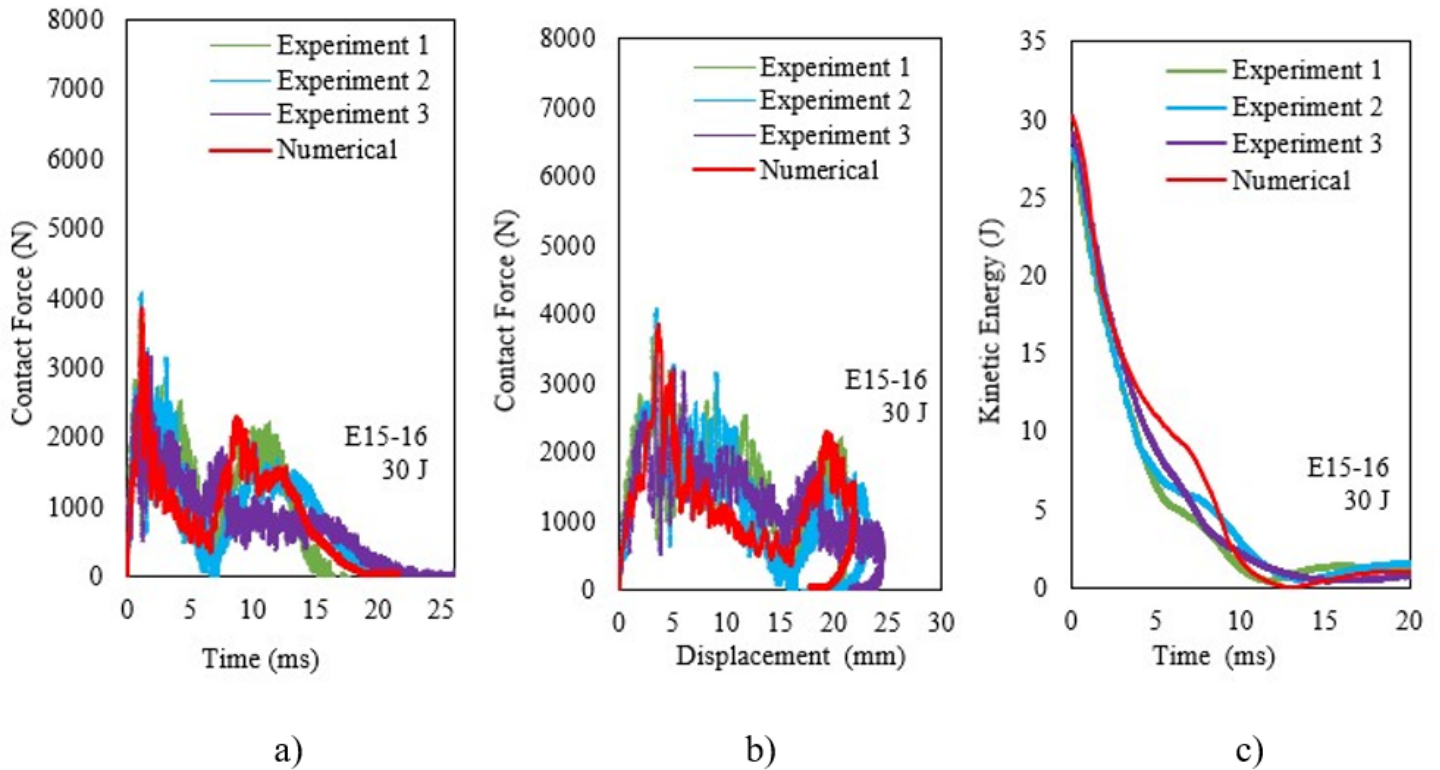 8000
7000
6000
5000
4000
3000
2000
1000
0
Contact Force (N)
Experiment 1
Experiment 2
Experiment 3
Numerical
E15-16
30 J
0 5 10 15 20 25
Time (ms)
a)
8000
7000
6000
5000
4000
3000
2000
1000
0
Contact Force (N)
Experiment 1
Experiment 2
Experiment 3
Numerical
E15-16
30 J
0 5 10 15 20 25 30
Displacement (mm)
b)
35
30
25
20
15
10
5
0
Kinetic Energy (J)
Experiment 1
Experiment 2
Experiment 3
Numerical
E15-16
30 J
0 5 10 15 20
Time (ms)
c)